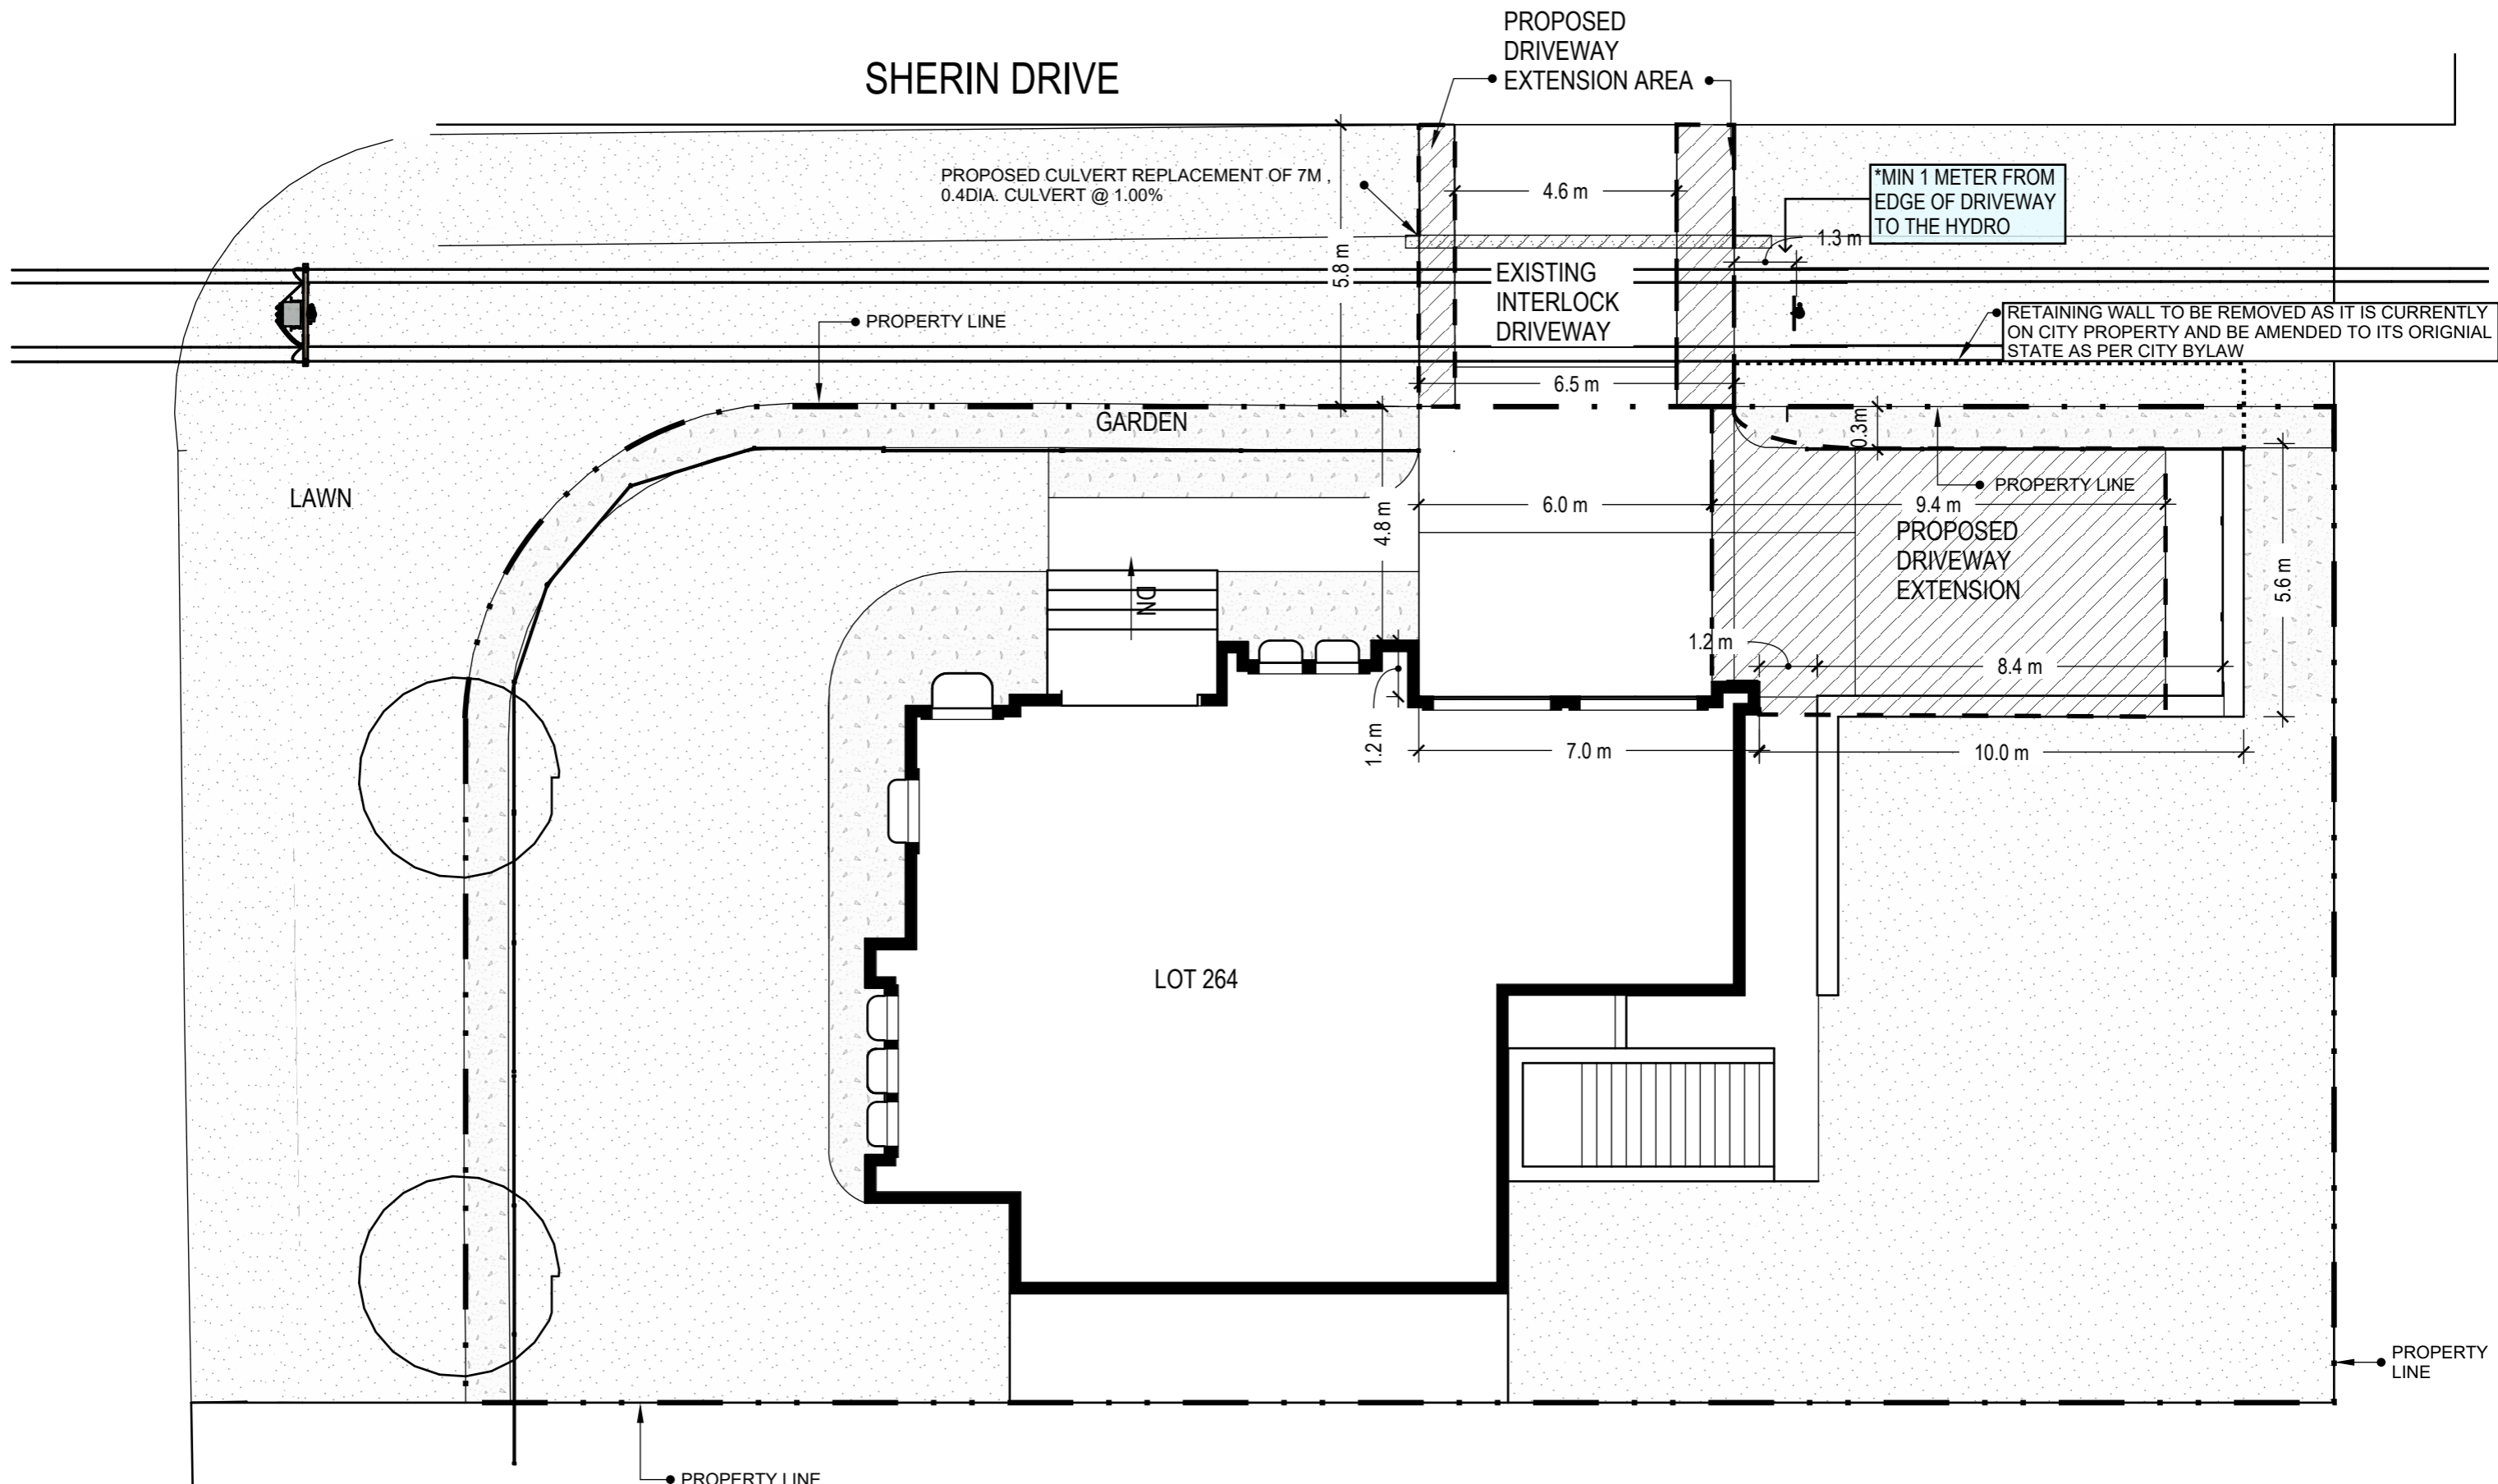 PROPOSED
DRIVEWAY
EXTENSION AREA
SHERIN DRIVE
PROPOSED CULVERT REPLACEMENT OF 7M ,
0.4DIA. CULVERT @ 1.00%
4.6 m
*MIN 1 METER FROM
EDGE OF DRIVEWAY
TO THE HYDRO
1.3 m
5.8 m
EXISTING
INTERLOCK
DRIVEWAY
RETAINING WALL TO BE REMOVED AS IT IS CURRENTLY
ON CITY PROPERTY AND BE AMENDED TO ITS ORIGNIAL
STATE AS PER CITY BYLAW
PROPERTY LINE
6.5 m
GARDEN
0.3m
LAWN
PROPERTY LINE
4.8 m
6.0 m
9.4 m
PROPOSED
DRIVEWAY
EXTENSION
5.6 m
DN
1.2 m
8.4 m
1.2 m
7.0 m
10.0 m
LOT 264
PROPERTY
LINE
PROPERTY LINE